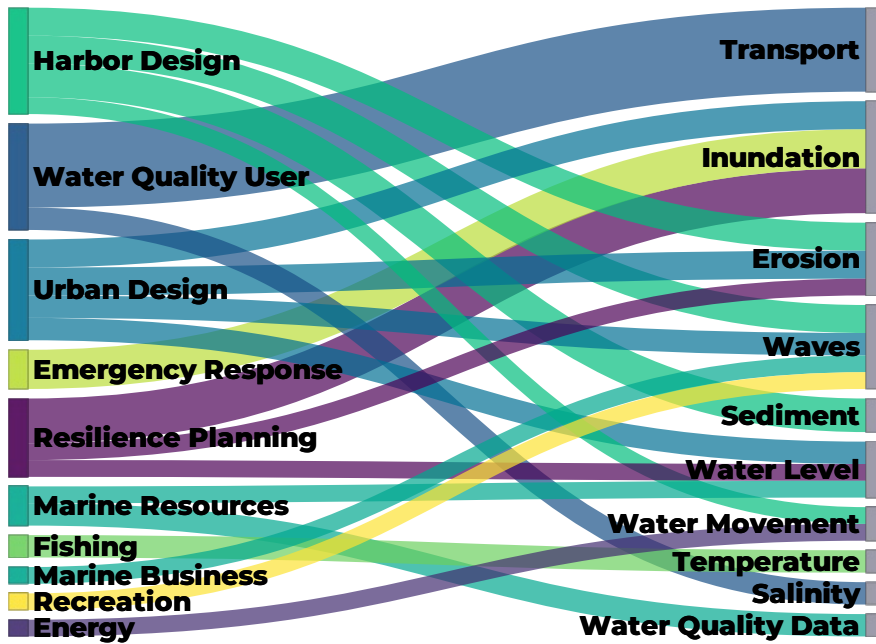 Harbor Design
Water Quality User
Urban Design
Emergency Response
Resilience Planning
Marine Resources
Fishing
Marine Business
Recreation
Energy
Transport
Inundation
Erosion
Waves
Sediment
Water Level
Water Movement
Temperature
Salinity
Water Quality Data